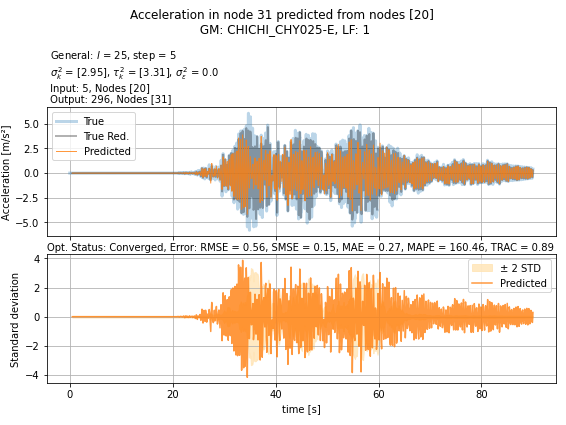 Acceleration in node 31 predicted from nodes [20]
GM: CHICHI_CHY025-E, LF: 1
General: l = 25, step = 5
σ²ₖ = [2.95], τ²ₖ = [3.31], σ²ε = 0.0
Input: 5, Nodes [20]
Output: 296, Nodes [31]
Acceleration [m/s²]
5.0
2.5
0.0
−2.5
−5.0
True
True Red.
Predicted
Opt. Status: Converged, Error: RMSE = 0.56, SMSE = 0.15, MAE = 0.27, MAPE = 160.46, TRAC = 0.89
Standard deviation
4
2
0
−2
−4
± 2 STD
Predicted
0 20 40 60 80
time [s]